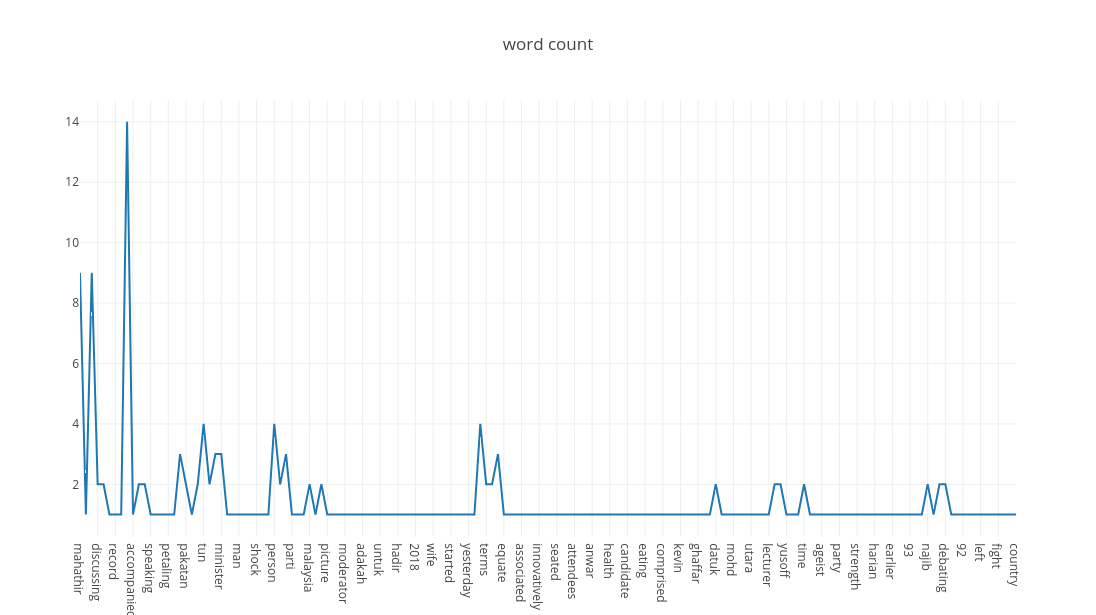 word count
14
12
10
8
6
4
2
mahathir
discussing
record
accompanied
speaking
petaling
pakatan
tun
minister
man
shock
person
parti
malaysia
picture
moderator
adakah
untuk
hadir
2018
wife
started
yesterday
terms
equate
associated
innovatively
seated
attendees
anwar
health
candidate
eating
comprised
kevin
ghaffar
datuk
mohd
utara
lecturer
yusoff
time
ageist
party
strength
harian
earlier
93
najib
debating
92
left
fight
country